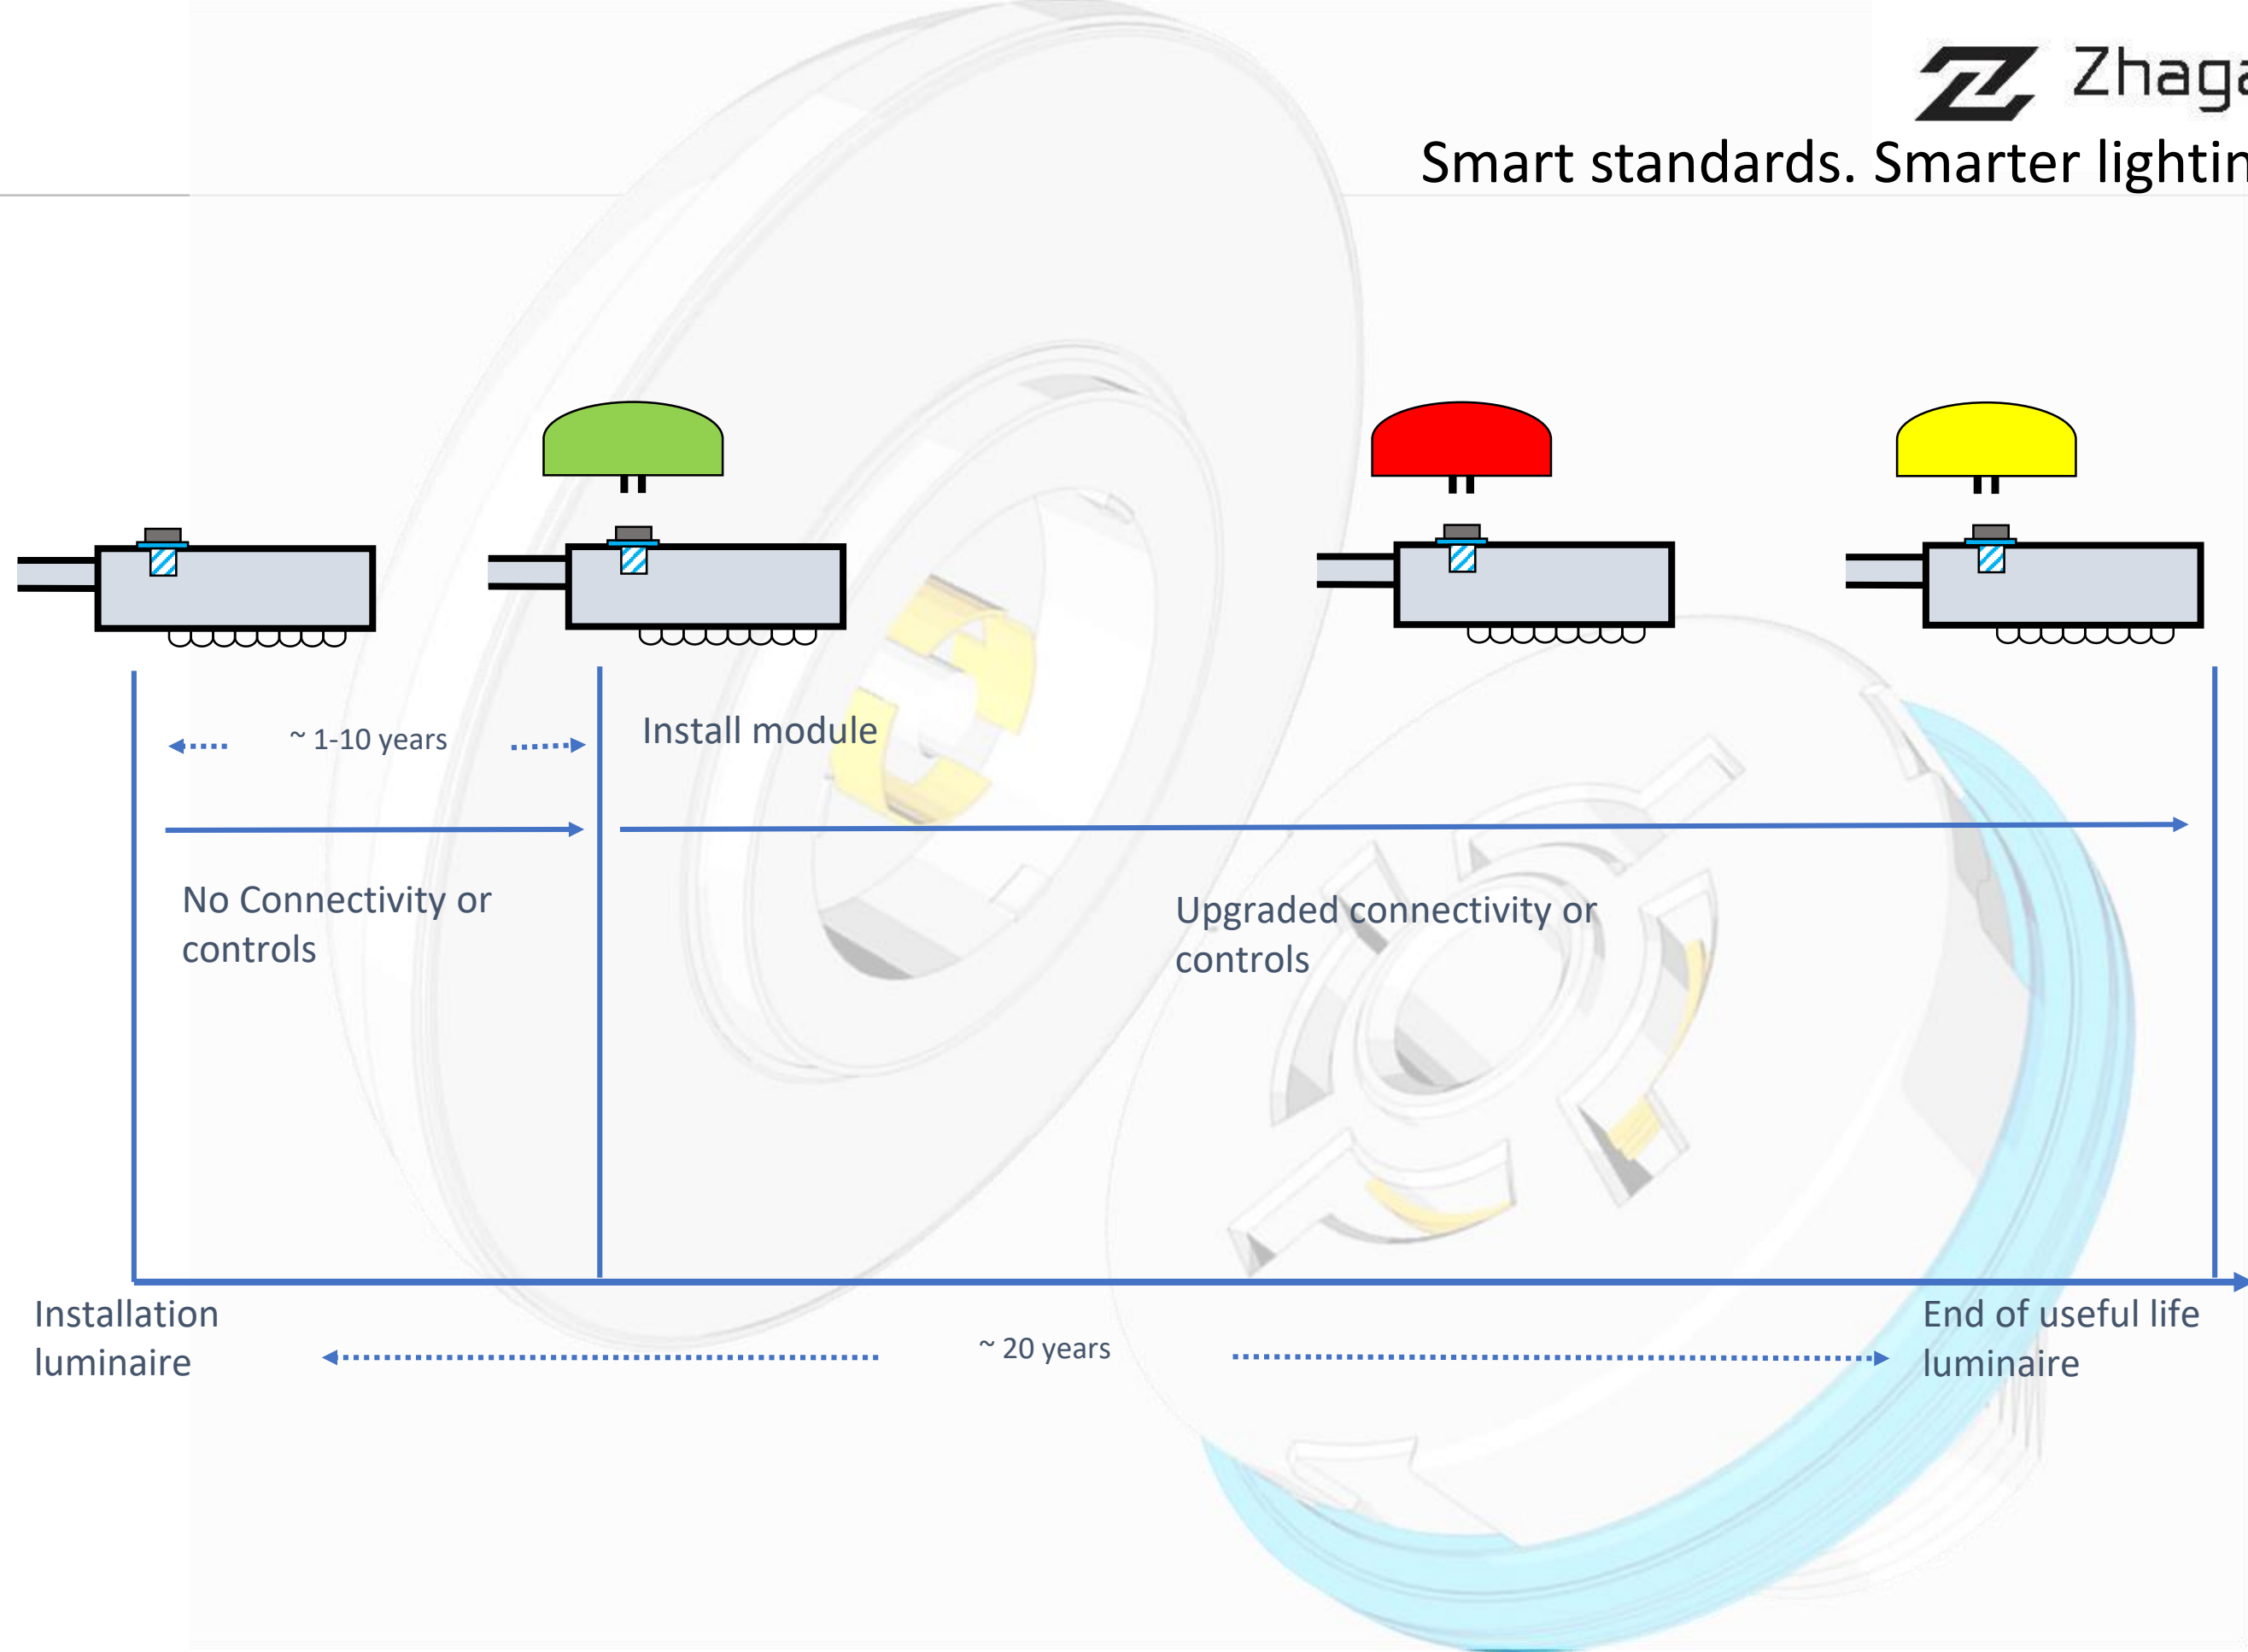 Zhaga
Smart standards. Smarter lightin
~ 1-10 years
Install module
No Connectivity or
controls
Upgraded connectivity or
controls
Installation
luminaire
~ 20 years
End of useful life
luminaire